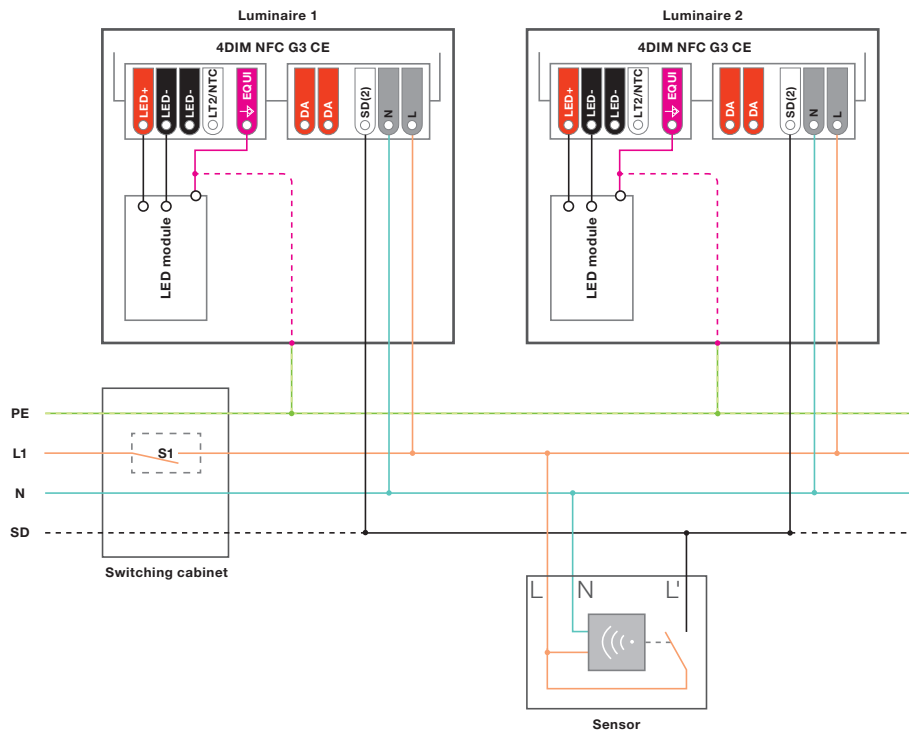 Luminaire 1
4DIM NFC G3 CE
LED+
LED-
LED-
LT2/NTC
EQUI
DA
DA
SD(2)
N
L
LED module
Luminaire 2
4DIM NFC G3 CE
LED+
LED-
LED-
LT2/NTC
EQUI
DA
DA
SD(2)
N
L
LED module
PE
L1
S1
N
SD
Switching cabinet
L
N
L'
Sensor